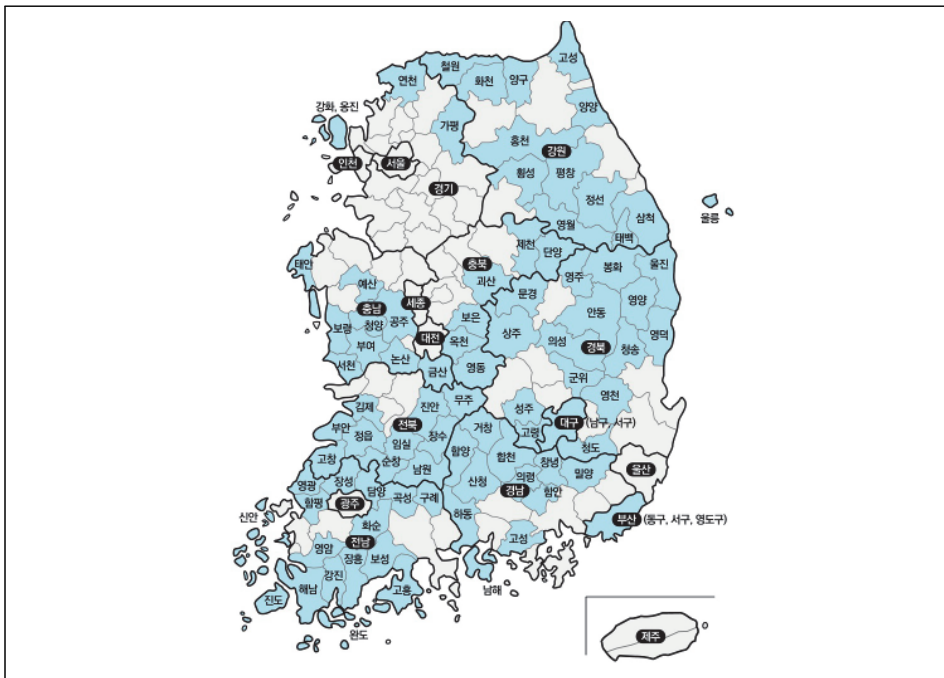 고성
철원
연천
화천
양구
양양
강화, 옹진
가평
홍천
강원
인천
서울
횡성
평창
경기
정선
삼척
울릉
영월
태백
제천
단양
충북
봉화
울진
태안
영주
괴산
예산
문경
영양
세종
안동
충남
보은
공주
청양
보령
상주
대전
옥천
영덕
의성
경북
청송
부여
논산
서천
금산
영동
군위
영천
무주
진안
김제
성주
전북
거창
대구
(남구, 서구)
부안
정읍
고령
임실
장수
함양
청도
합천
창녕
고창
순창
남원
밀양
울산
장성
영광
산청
의령
경남
담양
함안
곡성
구례
광주
함평
신안
하동
부산
(동구, 서구, 영도구)
화순
고성
전남
영암
장흥
보성
강진
해남
고흥
남해
진도
완도
제주